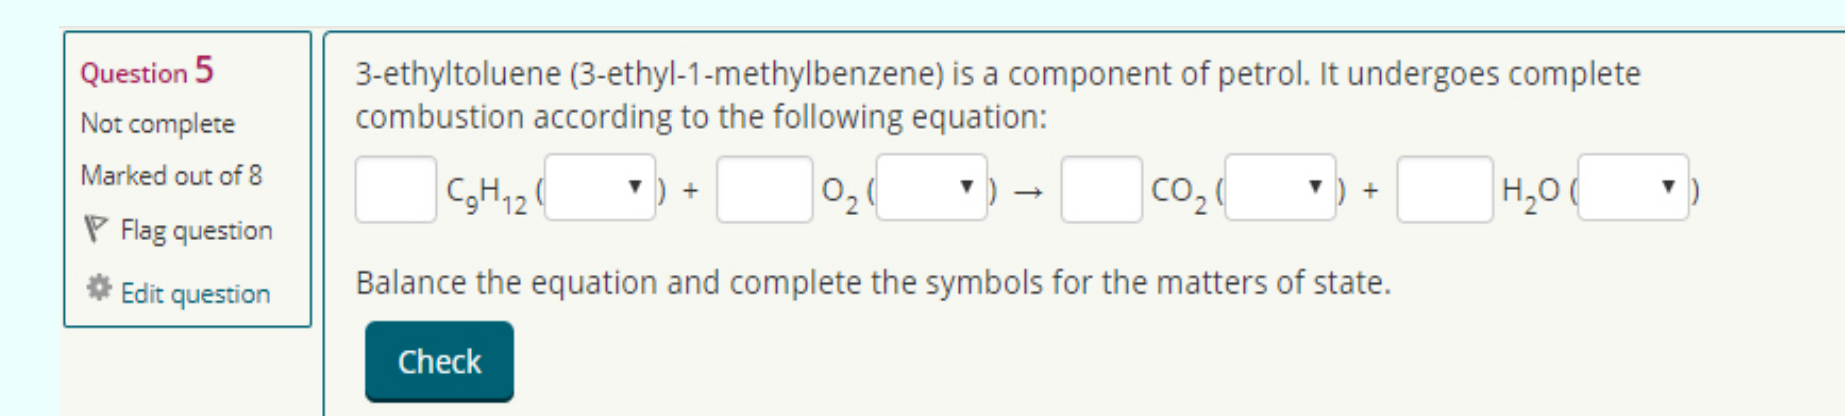 Question 5
Not complete
Marked out of 8
Flag question
Edit question
3-ethyltoluene (3-ethyl-1-methylbenzene) is a component of petrol. It undergoes complete
combustion according to the following equation:
C₉H₁₂ ( ) + O₂ ( ) → CO₂ ( ) + H₂O ( )
Balance the equation and complete the symbols for the matters of state.
Check